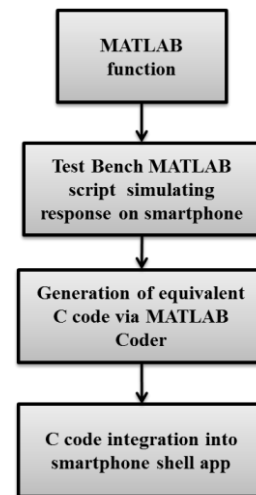 MATLAB
function
Test Bench MATLAB
script simulating
response on smartphone
Generation of equivalent
C code via MATLAB
Coder
C code integration into
smartphone shell app